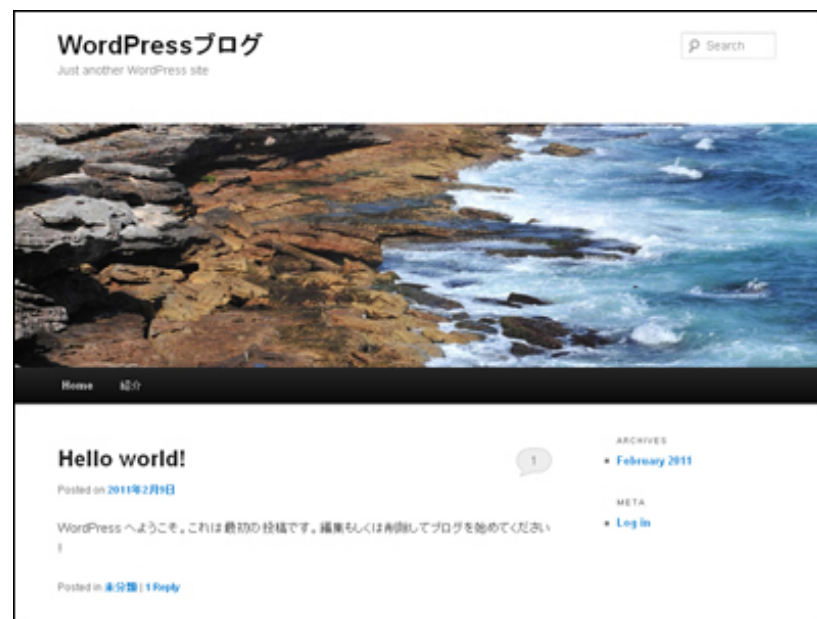 WordPressブログ
Just another WordPress site
Search
Home 紹介
Hello world!
1
Posted on 2011年2月9日
WordPress へようこそ。これは最初の投稿です。編集もしくは削除してブログを始めてください
!
Posted in 未分類 | 1 Reply
ARCHIVES
February 2011
META
Log in